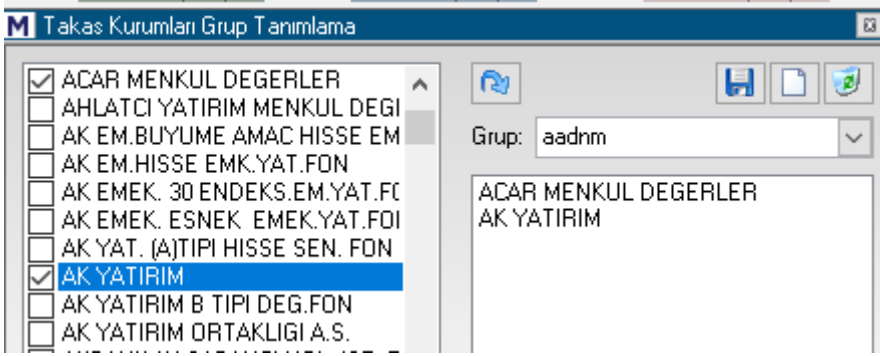 M Takas Kurumları Grup Tanımlama
ACAR MENKUL DEGERLER
AHLATCI YATIRIM MENKUL DEGI
AK EM.BUYUME AMAC HISSE EM
AK EM.HISSE EMK.YAT.FON
AK EMEK. 30 ENDEKS.EM.YAT.F(
AK EMEK. ESNEK EMEK.YAT.FOI
AK YAT. (A)TIPI HISSE SEN. FON
AK YATIRIM
AK YATIRIM B TIPI DEG.FON
AK YATIRIM ORTAKLIGI A.S.
Grup: aadnm
ACAR MENKUL DEGERLER
AK YATIRIM